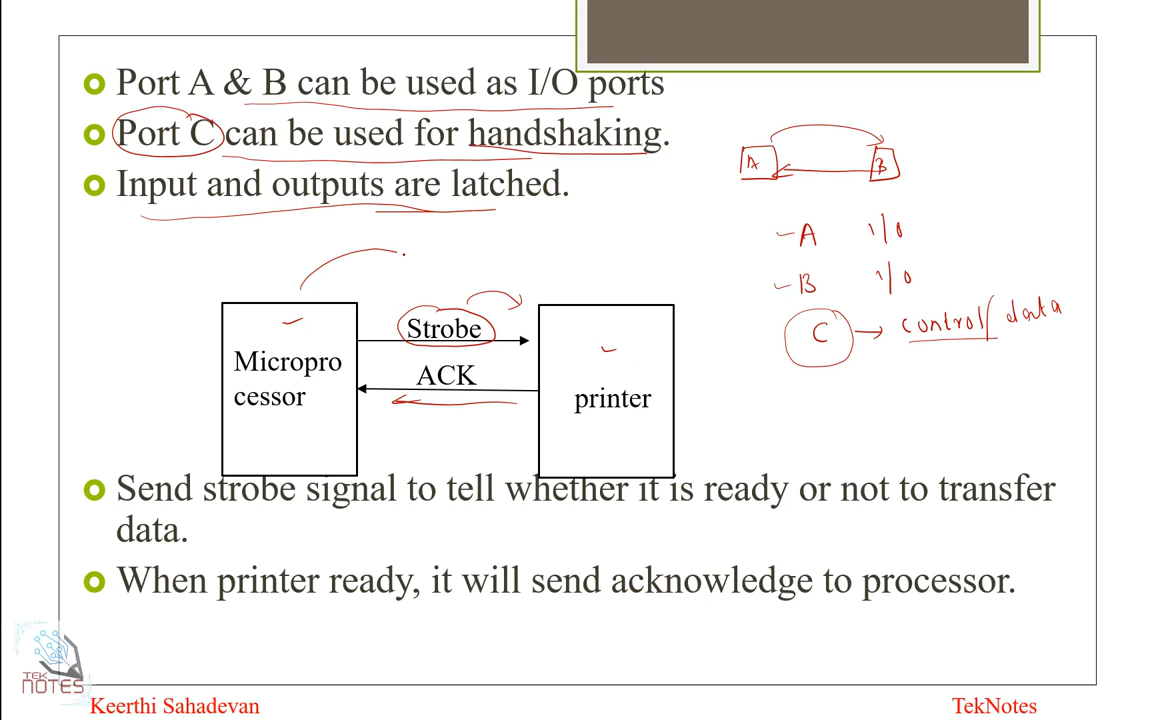 Port A & B can be used as I/O ports
Port C can be used for handshaking.
Input and outputs are latched.
A B
- A I/O
- B I/O
C → control/data
Strobe
ACK
Micropro
cessor
printer
Send strobe signal to tell whether it is ready or not to transfer
data.
When printer ready, it will send acknowledge to processor.
TEK
NOTES
Keerthi Sahadevan
TekNotes